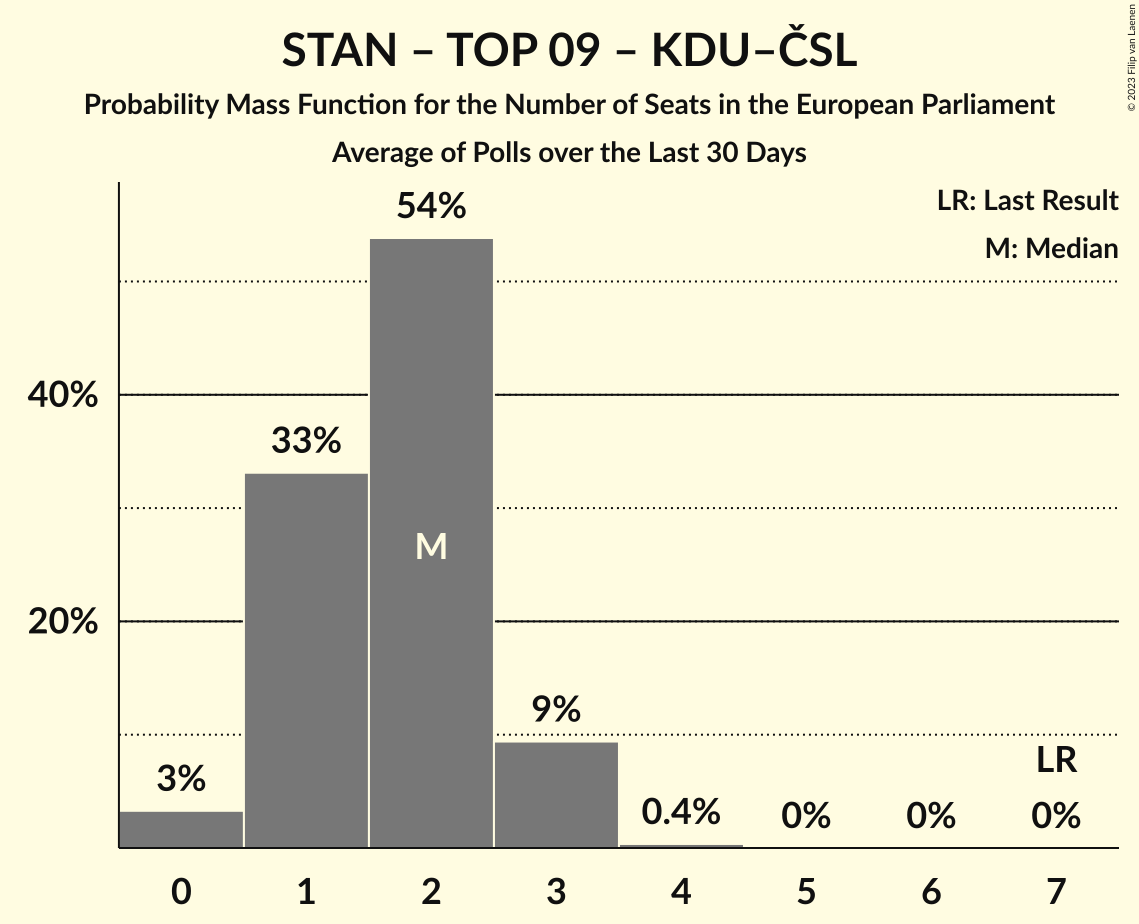 STAN – TOP 09 – KDU–ČSL
Probability Mass Function for the Number of Seats in the European Parliament
Average of Polls over the Last 30 Days
© 2023 Filip van Laenen
LR: Last Result
M: Median
54%
40%
33%
M
20%
9%
LR
3%
0.4%
0%
0%
0%
0 1 2 3 4 5 6 7